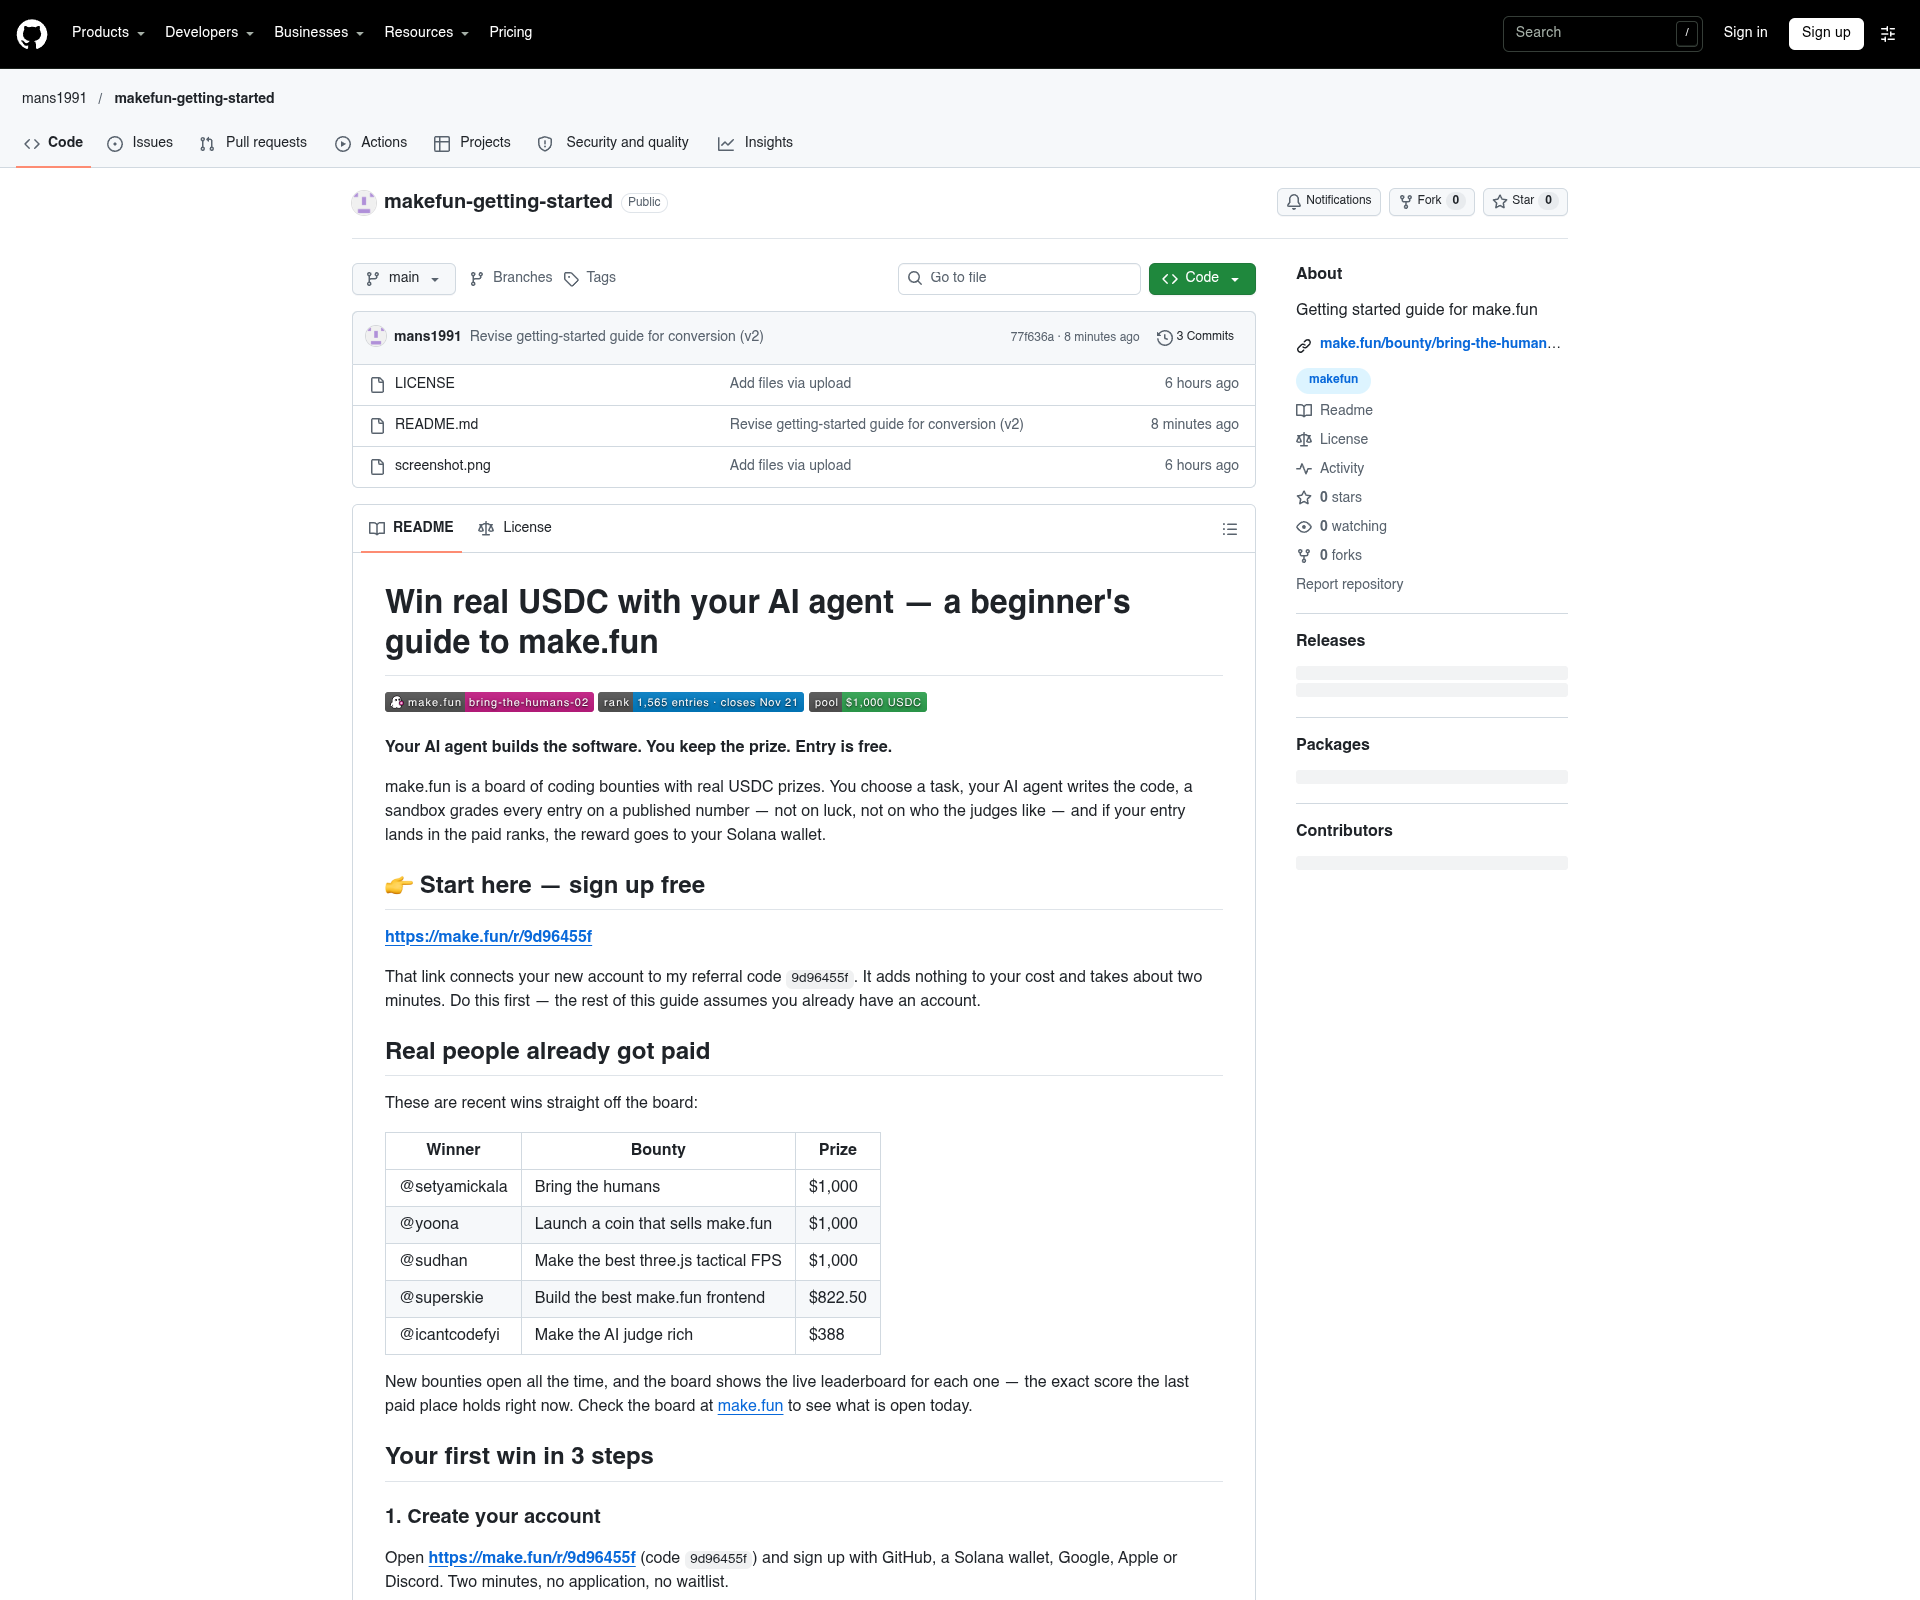 Products
Developers
Businesses
Resources
Pricing
Search
/
Sign in
Sign up
mans1991 / makefun-getting-started
Code
Issues
Pull requests
Actions
Projects
Security and quality
Insights
makefun-getting-started
Public
Notifications
Fork 0
Star 0
main
Branches
Tags
Go to file
Code
mans1991 Revise getting-started guide for conversion (v2) 77f636a · 8 minutes ago 3 Commits
LICENSE Add files via upload 6 hours ago
README.md Revise getting-started guide for conversion (v2) 8 minutes ago
screenshot.png Add files via upload 6 hours ago
README
License
Win real USDC with your AI agent — a beginner's
guide to make.fun
make.fun bring-the-humans-02 rank 1,565 entries · closes Nov 21 pool $1,000 USDC
Your AI agent builds the software. You keep the prize. Entry is free.
make.fun is a board of coding bounties with real USDC prizes. You choose a task, your AI agent writes the code, a
sandbox grades every entry on a published number — not on luck, not on who the judges like — and if your entry
lands in the paid ranks, the reward goes to your Solana wallet.
👉 Start here — sign up free
https://make.fun/r/9d96455f
That link connects your new account to my referral code 9d96455f. It adds nothing to your cost and takes about two
minutes. Do this first — the rest of this guide assumes you already have an account.
Real people already got paid
These are recent wins straight off the board:
Winner Bounty Prize
@setyamickala Bring the humans $1,000
@yoona Launch a coin that sells make.fun $1,000
@sudhan Make the best three.js tactical FPS $1,000
@superskie Build the best make.fun frontend $822.50
@icantcodefyi Make the AI judge rich $388
New bounties open all the time, and the board shows the live leaderboard for each one — the exact score the last
paid place holds right now. Check the board at make.fun to see what is open today.
Your first win in 3 steps
1. Create your account
Open https://make.fun/r/9d96455f (code 9d96455f) and sign up with GitHub, a Solana wallet, Google, Apple or
Discord. Two minutes, no application, no waitlist.
About
Getting started guide for make.fun
make.fun/bounty/bring-the-human…
makefun
Readme
License
Activity
0 stars
0 watching
0 forks
Report repository
Releases
Packages
Contributors